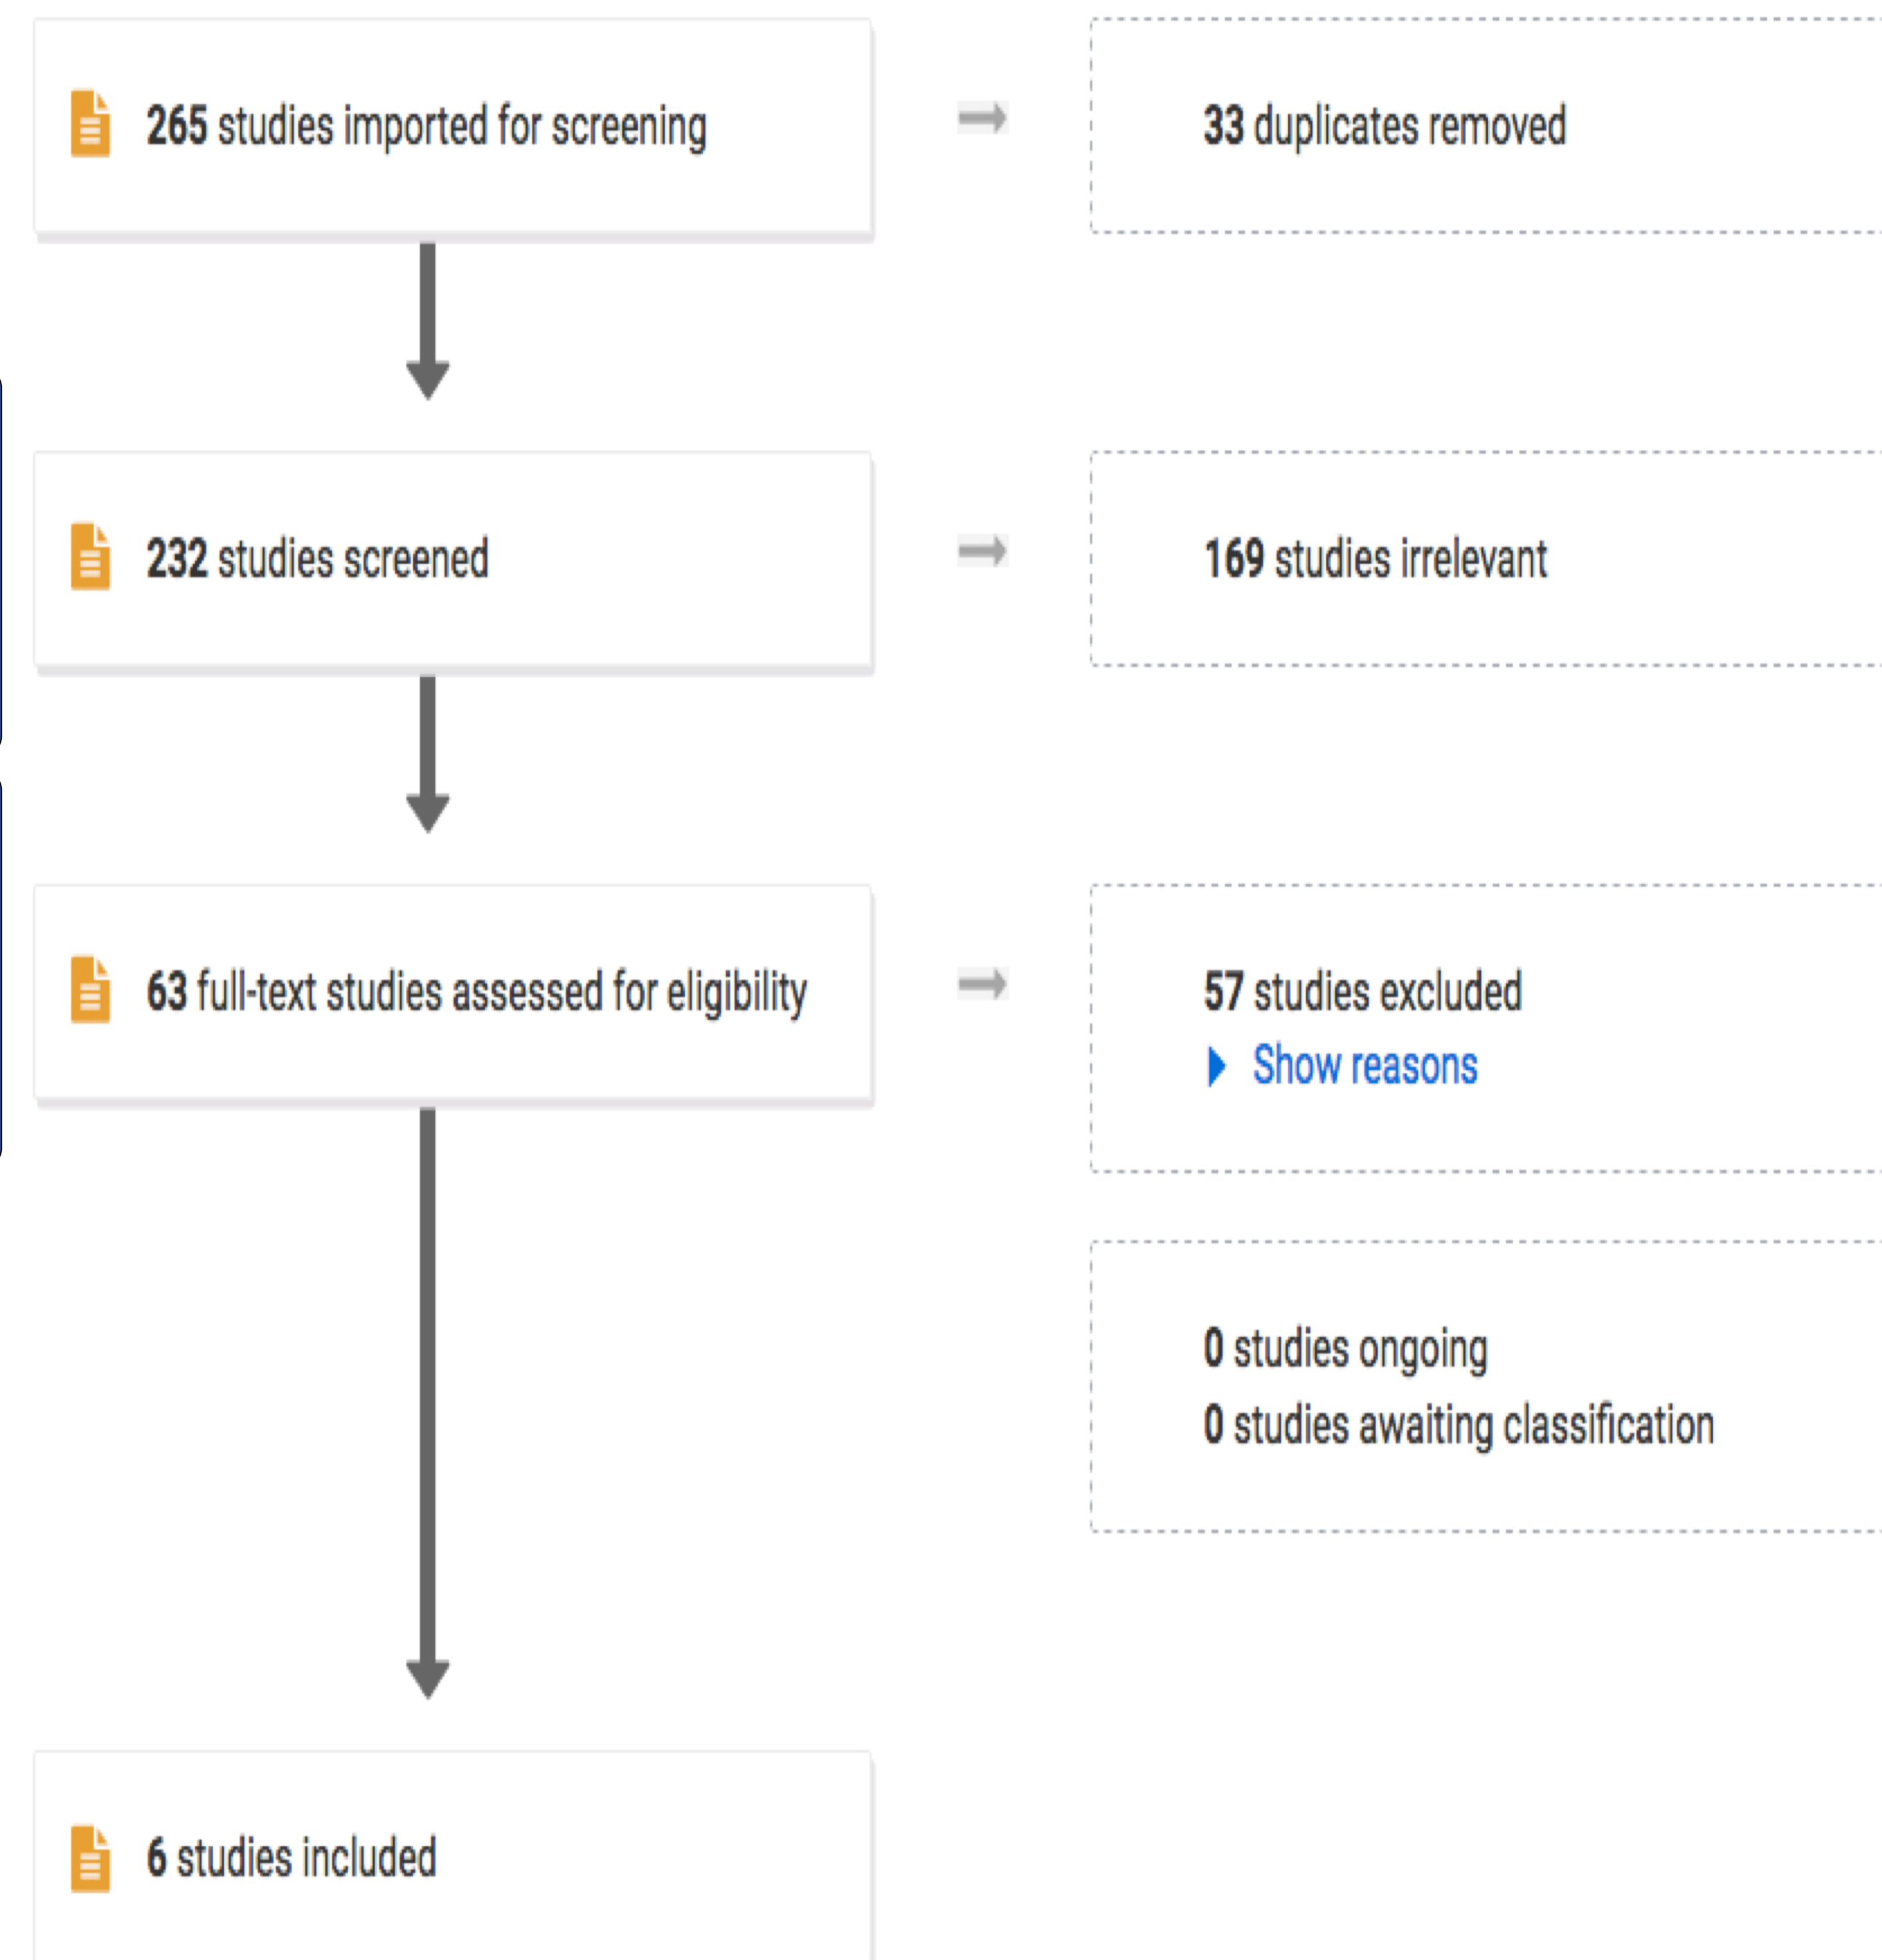 265 studies imported for screening
33 duplicates removed
232 studies screened
169 studies irrelevant
63 full-text studies assessed for eligibility
57 studies excluded
Show reasons
0 studies ongoing
0 studies awaiting classification
6 studies included